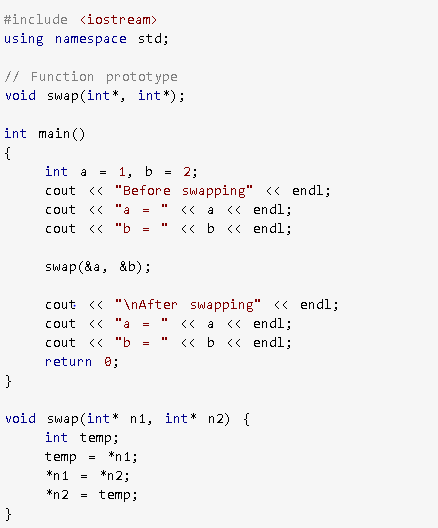 #include <iostream>
using namespace std;
// Function prototype
void swap(int*, int*);
int main()
{
int a = 1, b = 2;
cout << "Before swapping" << endl;
cout << "a = " << a << endl;
cout << "b = " << b << endl;
swap(&a, &b);
cout << "\nAfter swapping" << endl;
cout << "a = " << a << endl;
cout << "b = " << b << endl;
return 0;
}
void swap(int* n1, int* n2) {
int temp;
temp = *n1;
*n1 = *n2;
*n2 = temp;
}